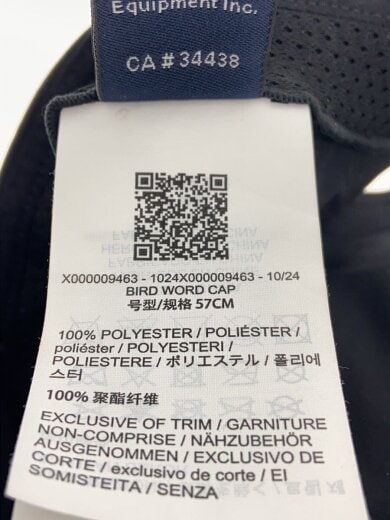 Equipment Inc.
CA # 34438
X000009463 - 1024X000009463 - 10/24
BIRD WORD CAP
号型/规格 57CM
100% POLYESTER / POLIÉSTER /
poliéster / POLYESTERI /
POLIESTERE / ポリエステル / 폴리에
스터
100% 聚酯纤维
EXCLUSIVE OF TRIM / GARNITURE
NON-COMPRISE / NÄHZUBEHÖR
AUSGENOMMEN / EXCLUSIVO DE
CORTE / exclusivo de corte / EI
SOMISTEITA / SENZA